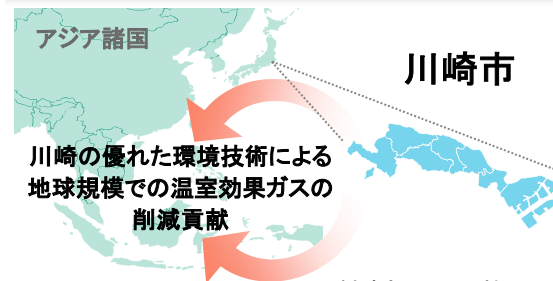 アジア諸国
川崎市
川崎の優れた環境技術による
地球規模での温室効果ガスの
削減貢献